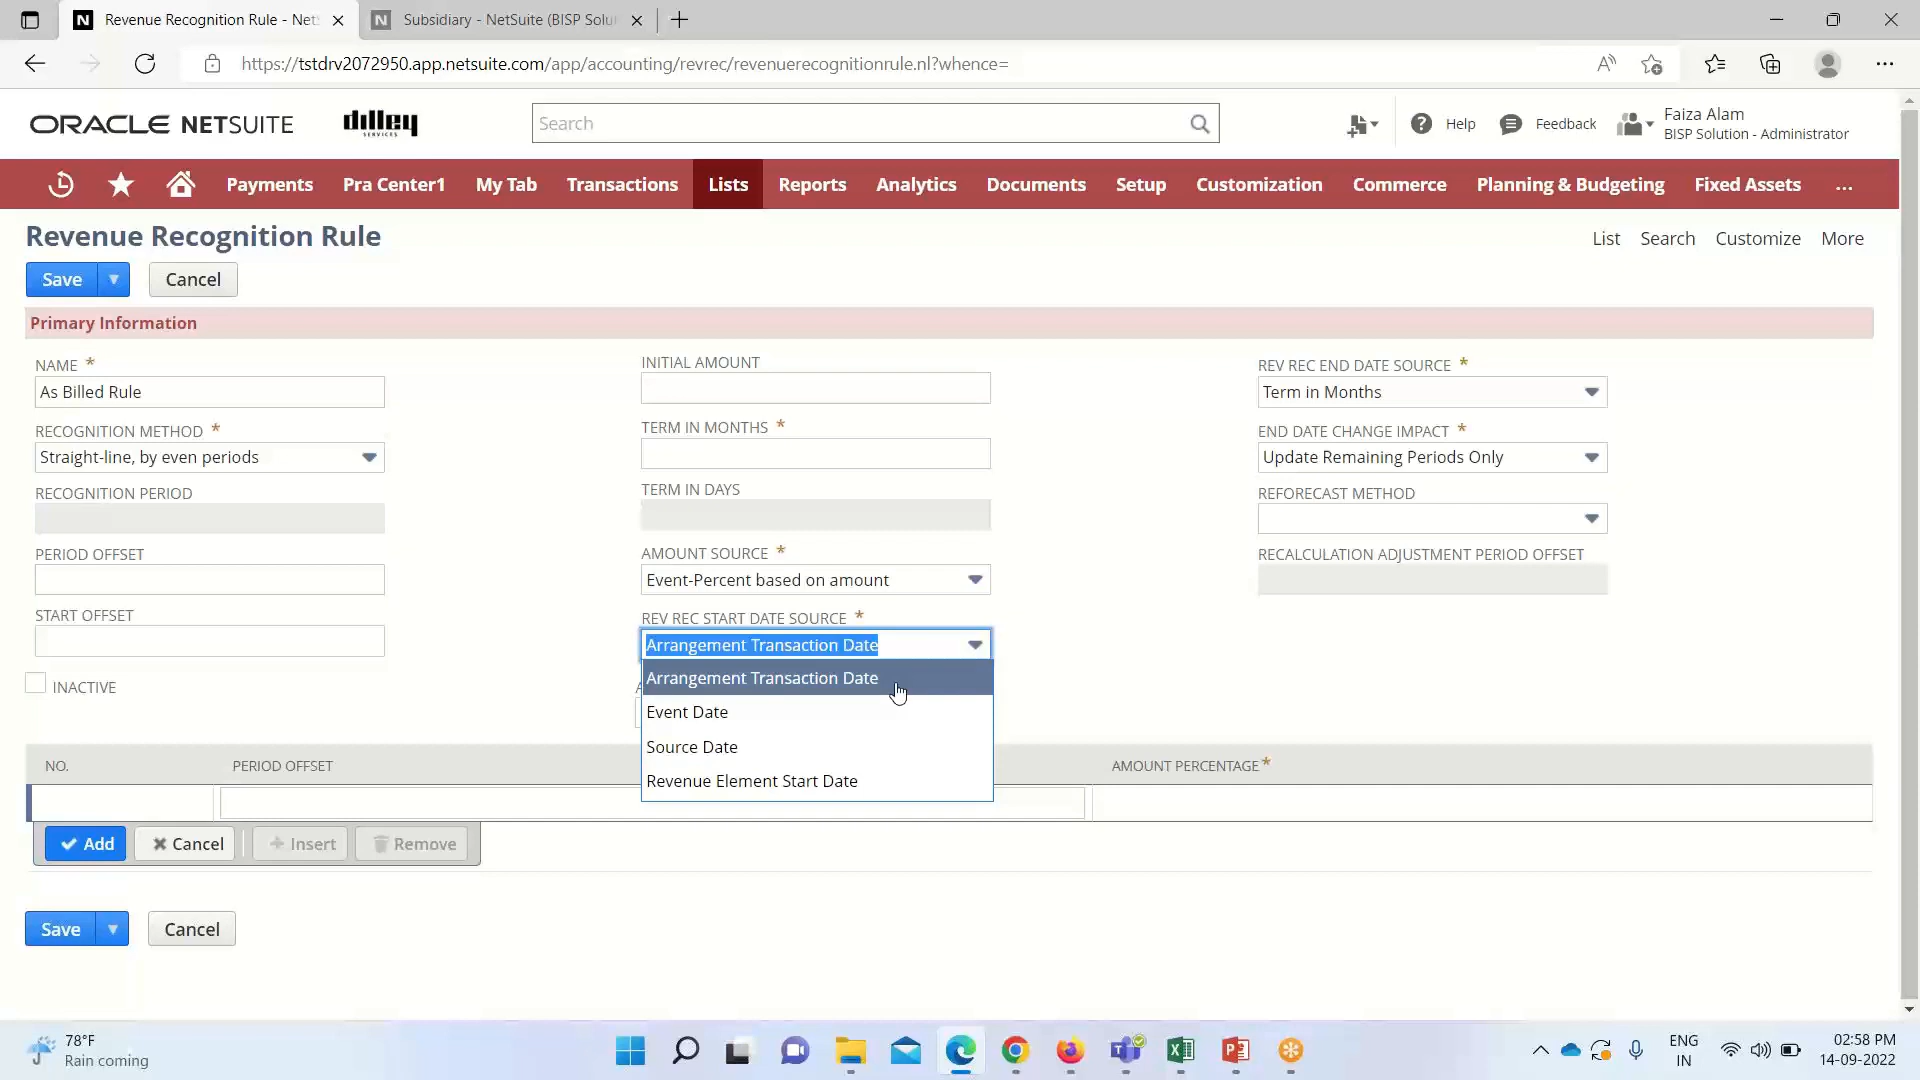 Revenue Recognition Rule - Net
Subsidiary - NetSuite (BISP Solu
https://tstdrv2072950.app.netsuite.com/app/accounting/revrec/revenuerecognitionrule.nl?whence=
ORACLE NETSUITE
dilley
SERVICES
Search
Help
Feedback
Faiza Alam
BISP Solution - Administrator
Payments
Pra Center1
My Tab
Transactions
Lists
Reports
Analytics
Documents
Setup
Customization
Commerce
Planning & Budgeting
Fixed Assets
...
Revenue Recognition Rule
List
Search
Customize
More
Save
Cancel
Primary Information
NAME *
As Billed Rule
RECOGNITION METHOD *
Straight-line, by even periods
RECOGNITION PERIOD
PERIOD OFFSET
START OFFSET
INACTIVE
INITIAL AMOUNT
TERM IN MONTHS *
TERM IN DAYS
AMOUNT SOURCE *
Event-Percent based on amount
REV REC START DATE SOURCE *
Arrangement Transaction Date
Arrangement Transaction Date
Event Date
Source Date
Revenue Element Start Date
REV REC END DATE SOURCE *
Term in Months
END DATE CHANGE IMPACT *
Update Remaining Periods Only
REFORECAST METHOD
RECALCULATION ADJUSTMENT PERIOD OFFSET
NO.
PERIOD OFFSET
AMOUNT PERCENTAGE *
Add
Cancel
Insert
Remove
Save
Cancel
78°F
Rain coming
ENG
IN
02:58 PM
14-09-2022